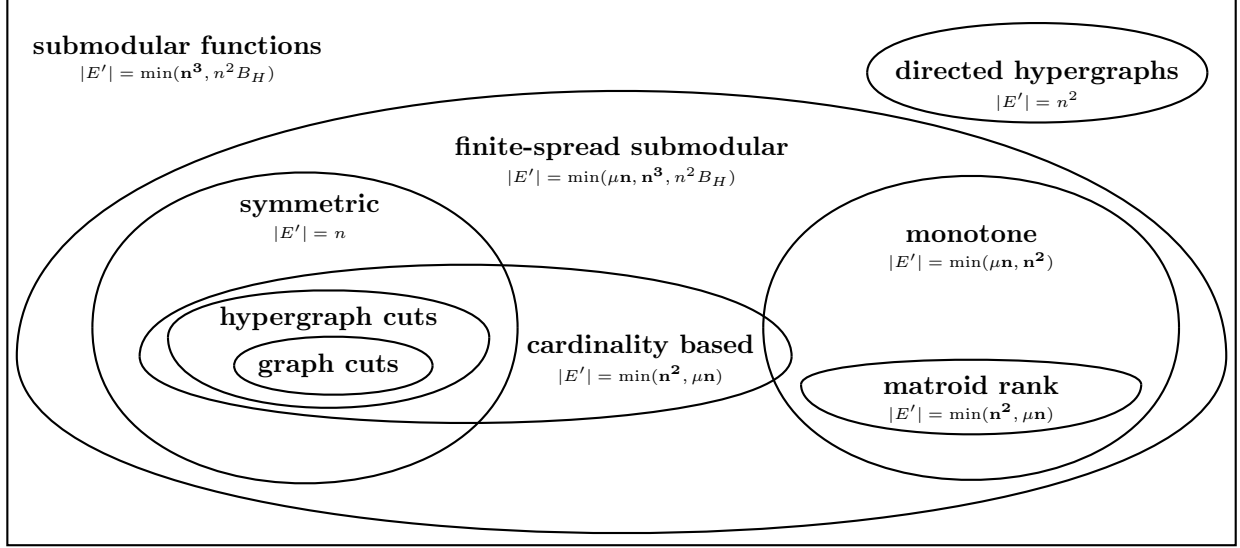 submodular functions
|E′| = min(n³, n²B_H)
directed hypergraphs
|E′| = n²
finite-spread submodular
|E′| = min(μn, n³, n²B_H)
symmetric
|E′| = n
monotone
|E′| = min(μn, n²)
hypergraph cuts
graph cuts
cardinality based
|E′| = min(n², μn)
matroid rank
|E′| = min(n², μn)